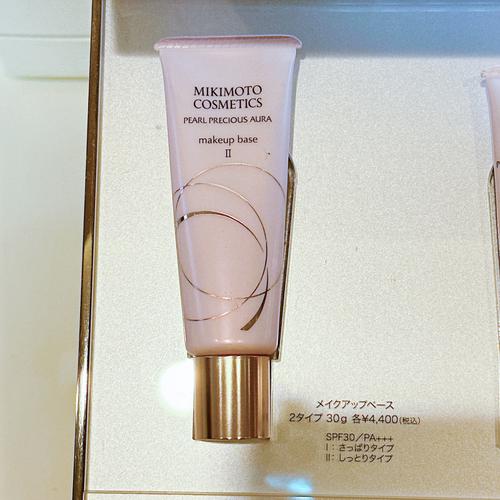 MIKIMOTO
COSMETICS
PEARL PRECIOUS AURA
makeup base
II
メイクアップベース
2タイプ 30g 各¥4,400(税込)
SPF30/PA+++
I:さっぱりタイプ
II:しっとりタイプ